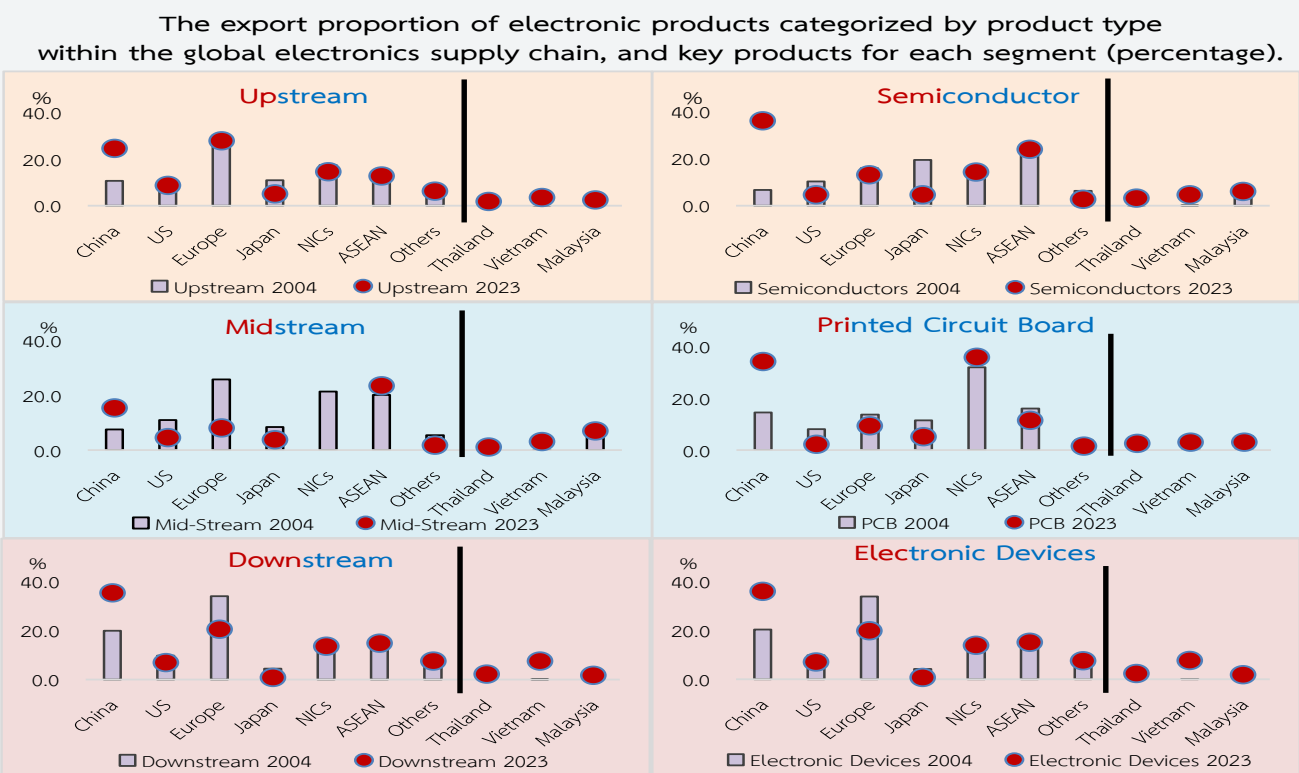 The export proportion of electronic products categorized by product type
within the global electronics supply chain, and key products for each segment (percentage).
Upstream
%
40.0
20.0
0.0
China
US
Europe
Japan
NICs
ASEAN
Others
Thailand
Vietnam
Malaysia
Upstream 2004
Upstream 2023
Semiconductor
%
40.0
20.0
0.0
China
US
Europe
Japan
NICs
ASEAN
Others
Thailand
Vietnam
Malaysia
Semiconductors 2004
Semiconductors 2023
Midstream
%
40.0
20.0
0.0
China
US
Europe
Japan
NICs
ASEAN
Others
Thailand
Vietnam
Malaysia
Mid-Stream 2004
Mid-Stream 2023
Printed Circuit Board
%
40.0
20.0
0.0
China
US
Europe
Japan
NICs
ASEAN
Others
Thailand
Vietnam
Malaysia
PCB 2004
PCB 2023
Downstream
%
40.0
20.0
0.0
China
US
Europe
Japan
NICs
ASEAN
Others
Thailand
Vietnam
Malaysia
Downstream 2004
Downstream 2023
Electronic Devices
%
40.0
20.0
0.0
China
US
Europe
Japan
NICs
ASEAN
Others
Thailand
Vietnam
Malaysia
Electronic Devices 2004
Electronic Devices 2023